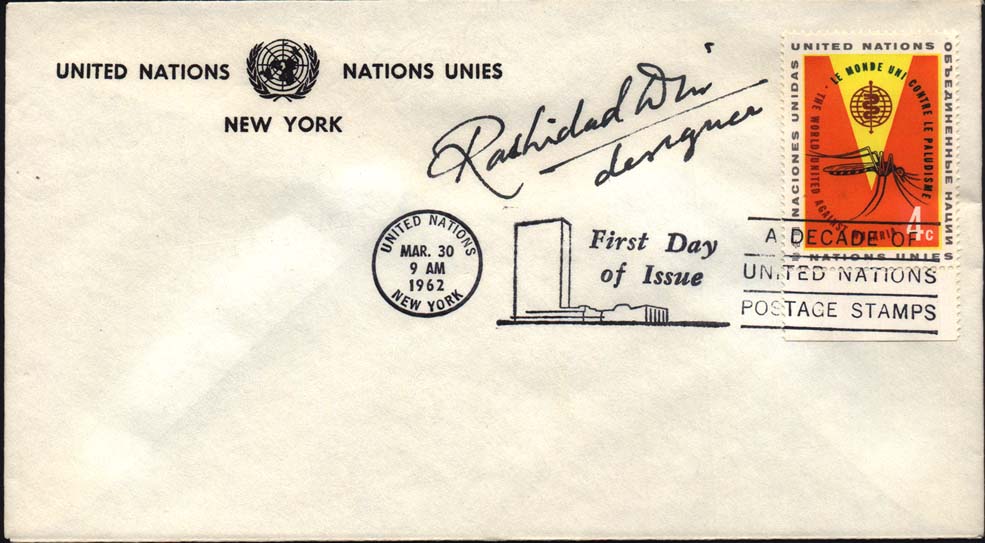 UNITED NATIONS NATIONS UNIES
NEW YORK
Rashidud Din
designer
UNITED NATIONS
MAR. 30
9 AM
1962
NEW YORK
First Day
of Issue
A DECADE OF
UNITED NATIONS
POSTAGE STAMPS
UNITED NATIONS
ОБЪЕДИНЕННЫЕ НАЦИИ
NATIONS UNIES
NACIONES UNIDAS
LE MONDE UNI CONTRE LE PALUDISME
THE WORLD UNITED AGAINST MALARIA
4c